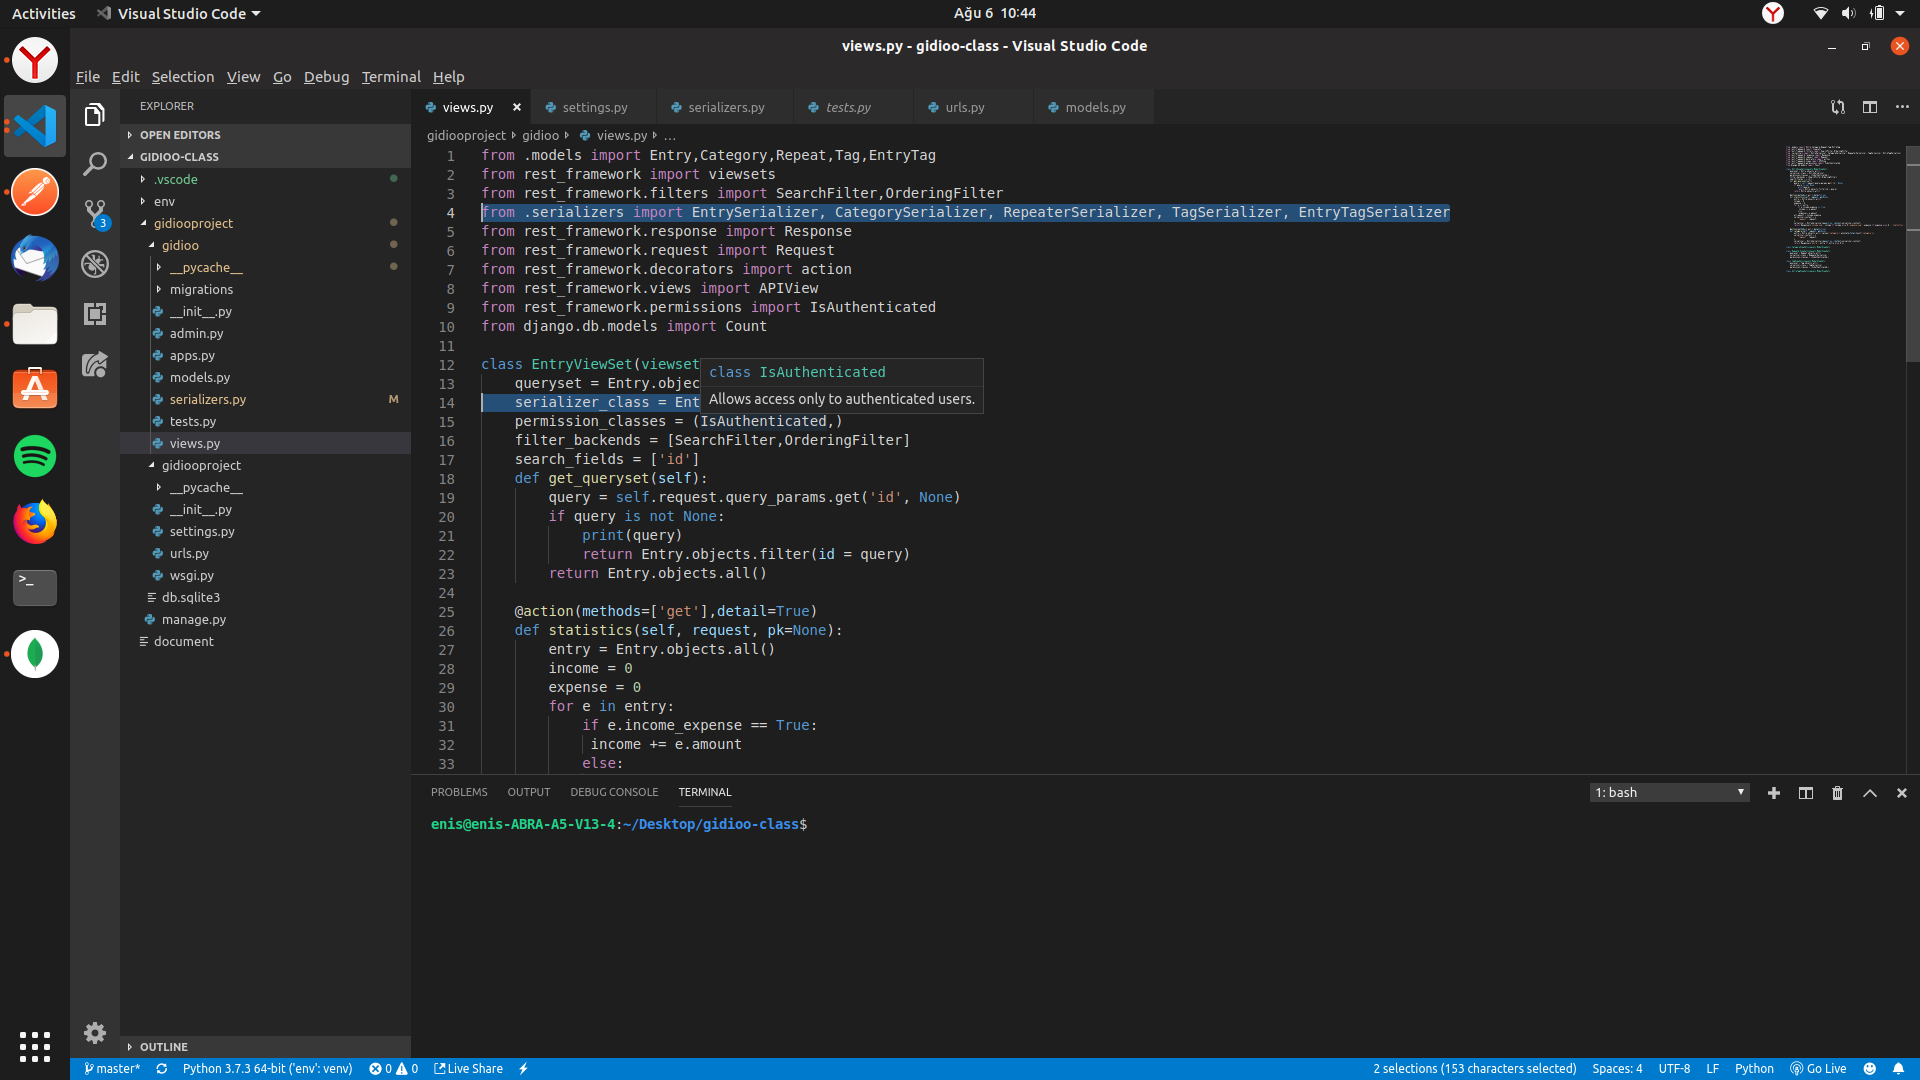 Activities
Visual Studio Code
Ağu 6 10:44
views.py - gidioo-class - Visual Studio Code
File Edit Selection View Go Debug Terminal Help
EXPLORER
OPEN EDITORS
GIDIOO-CLASS
.vscode
env
gidiooproject
gidioo
__pycache__
migrations
__init__.py
admin.py
apps.py
models.py
serializers.py M
tests.py
views.py
gidiooproject
__pycache__
__init__.py
settings.py
urls.py
wsgi.py
db.sqlite3
manage.py
document
OUTLINE
3
views.py settings.py serializers.py tests.py urls.py models.py
gidiooproject gidioo views.py ...
1 from .models import Entry,Category,Repeat,Tag,EntryTag
2 from rest_framework import viewsets
3 from rest_framework.filters import SearchFilter,OrderingFilter
4 from .serializers import EntrySerializer, CategorySerializer, RepeaterSerializer, TagSerializer, EntryTagSerializer
5 from rest_framework.response import Response
6 from rest_framework.request import Request
7 from rest_framework.decorators import action
8 from rest_framework.views import APIView
9 from rest_framework.permissions import IsAuthenticated
10 from django.db.models import Count
11
12 class EntryViewSet(viewset
13 queryset = Entry.objec
14 serializer_class = Ent
class IsAuthenticated
Allows access only to authenticated users.
15 permission_classes = (IsAuthenticated,)
16 filter_backends = [SearchFilter,OrderingFilter]
17 search_fields = ['id']
18 def get_queryset(self):
19 query = self.request.query_params.get('id', None)
20 if query is not None:
21 print(query)
22 return Entry.objects.filter(id = query)
23 return Entry.objects.all()
24
25 @action(methods=['get'],detail=True)
26 def statistics(self, request, pk=None):
27 entry = Entry.objects.all()
28 income = 0
29 expense = 0
30 for e in entry:
31 if e.income_expense == True:
32 income += e.amount
33 else:
PROBLEMS OUTPUT DEBUG CONSOLE TERMINAL
1: bash
enis@enis-ABRA-A5-V13-4:~/Desktop/gidioo-class$
master* Python 3.7.3 64-bit ('env': venv) 0 0 Live Share
2 selections (153 characters selected) Spaces: 4 UTF-8 LF Python Go Live